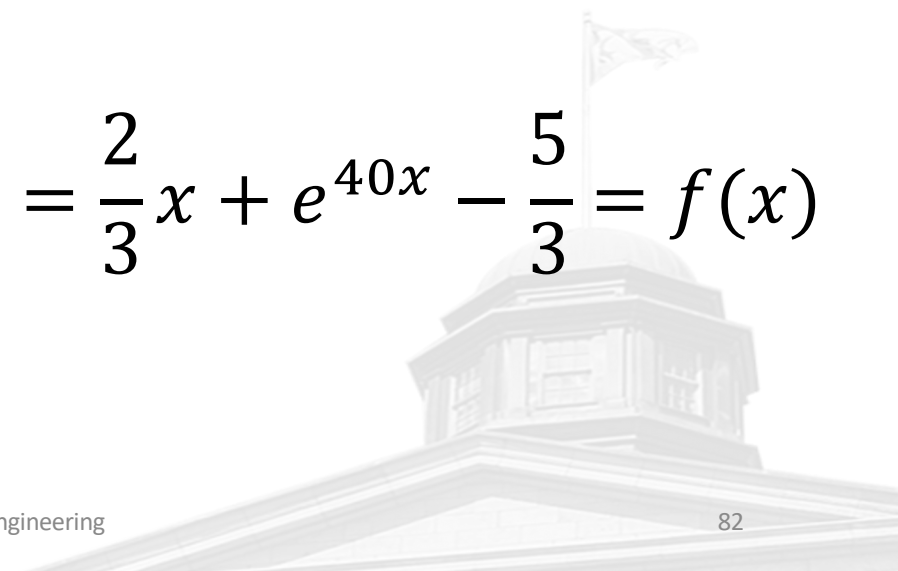 = 2/3 x + e^{40x} − 5/3 = f(x)
ngineering
82